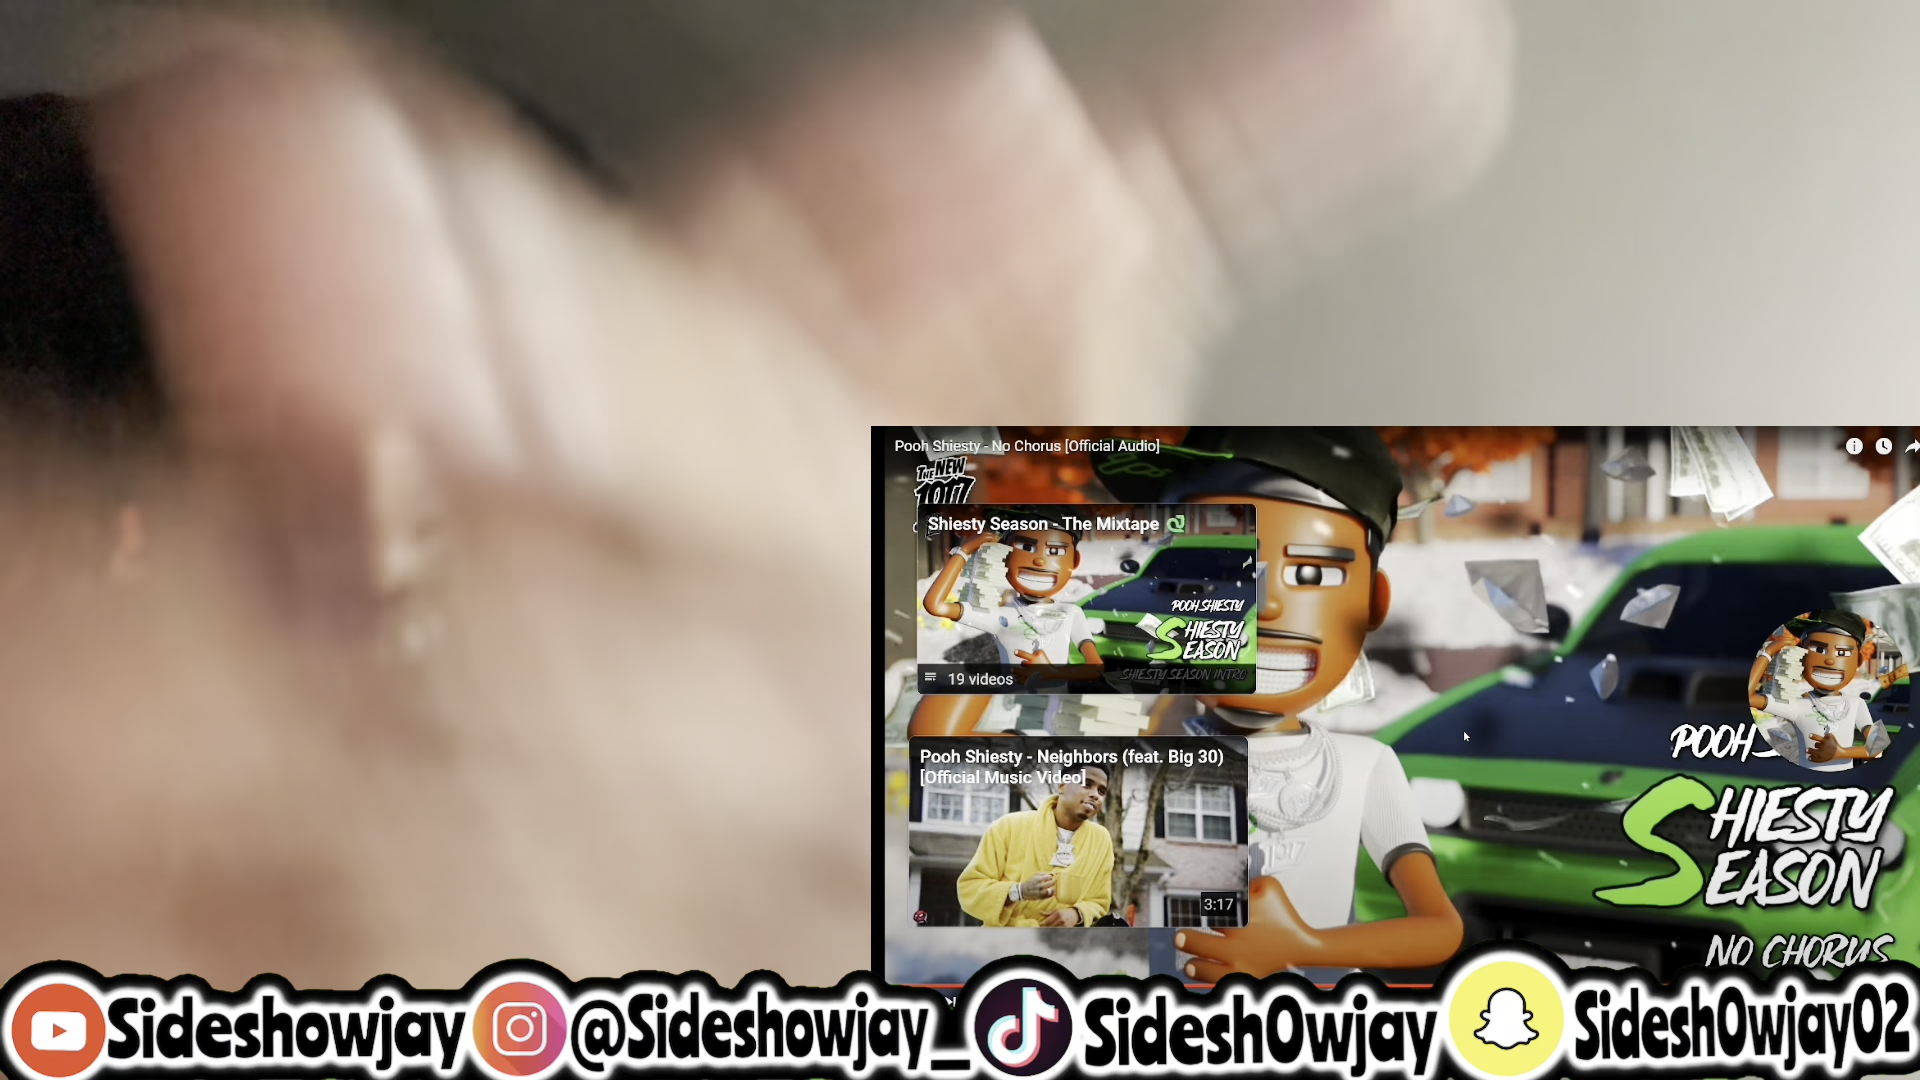 Pooh Shiesty - No Chorus [Official Audio]
THE NEW
1017
Shiesty Season - The Mixtape
POOH SHIESTY
SHIESTY
SEASON
19 videos
SHIESTY SEASON INTRO
Pooh Shiesty - Neighbors (feat. Big 30)
[Official Music Video]
3:17
POOH
SHIESTY
SEASON
NO CHORUS
Sideshowjay
@Sideshowjay_
Sidesh0wjay
Sidesh0wjay02